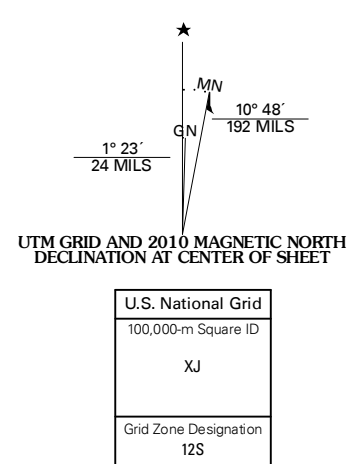 ★
MN
GN
10° 48´
192 MILS
1° 23´
24 MILS
UTM GRID AND 2010 MAGNETIC NORTH
DECLINATION AT CENTER OF SHEET
U.S. National Grid
100,000-m Square ID
XJ
Grid Zone Designation
12S